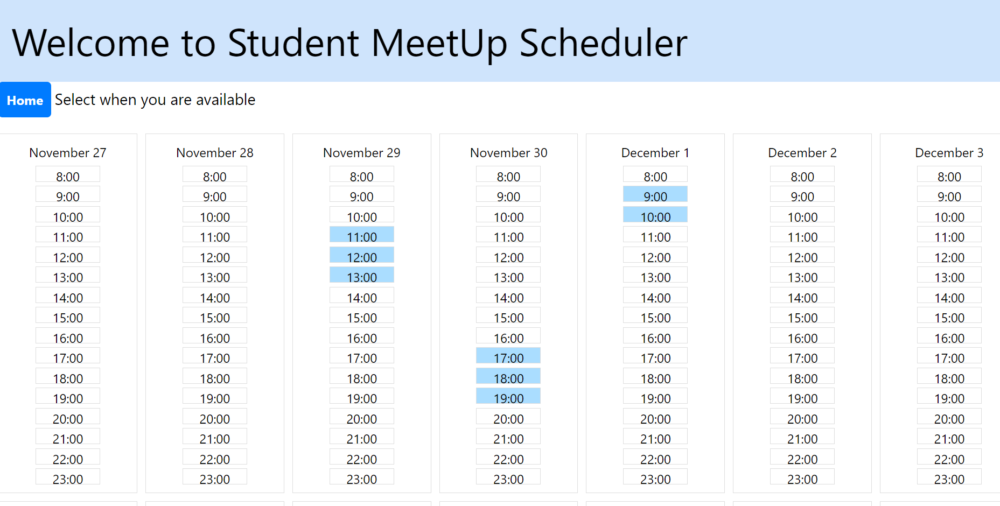 Welcome to Student MeetUp Scheduler
Home Select when you are available
November 27 November 28 November 29 November 30 December 1 December 2 December 3
8:00 8:00 8:00 8:00 8:00 8:00 8:00
9:00 9:00 9:00 9:00 9:00 9:00 9:00
10:00 10:00 10:00 10:00 10:00 10:00 10:00
11:00 11:00 11:00 11:00 11:00 11:00 11:00
12:00 12:00 12:00 12:00 12:00 12:00 12:00
13:00 13:00 13:00 13:00 13:00 13:00 13:00
14:00 14:00 14:00 14:00 14:00 14:00 14:00
15:00 15:00 15:00 15:00 15:00 15:00 15:00
16:00 16:00 16:00 16:00 16:00 16:00 16:00
17:00 17:00 17:00 17:00 17:00 17:00 17:00
18:00 18:00 18:00 18:00 18:00 18:00 18:00
19:00 19:00 19:00 19:00 19:00 19:00 19:00
20:00 20:00 20:00 20:00 20:00 20:00 20:00
21:00 21:00 21:00 21:00 21:00 21:00 21:00
22:00 22:00 22:00 22:00 22:00 22:00 22:00
23:00 23:00 23:00 23:00 23:00 23:00 23:00